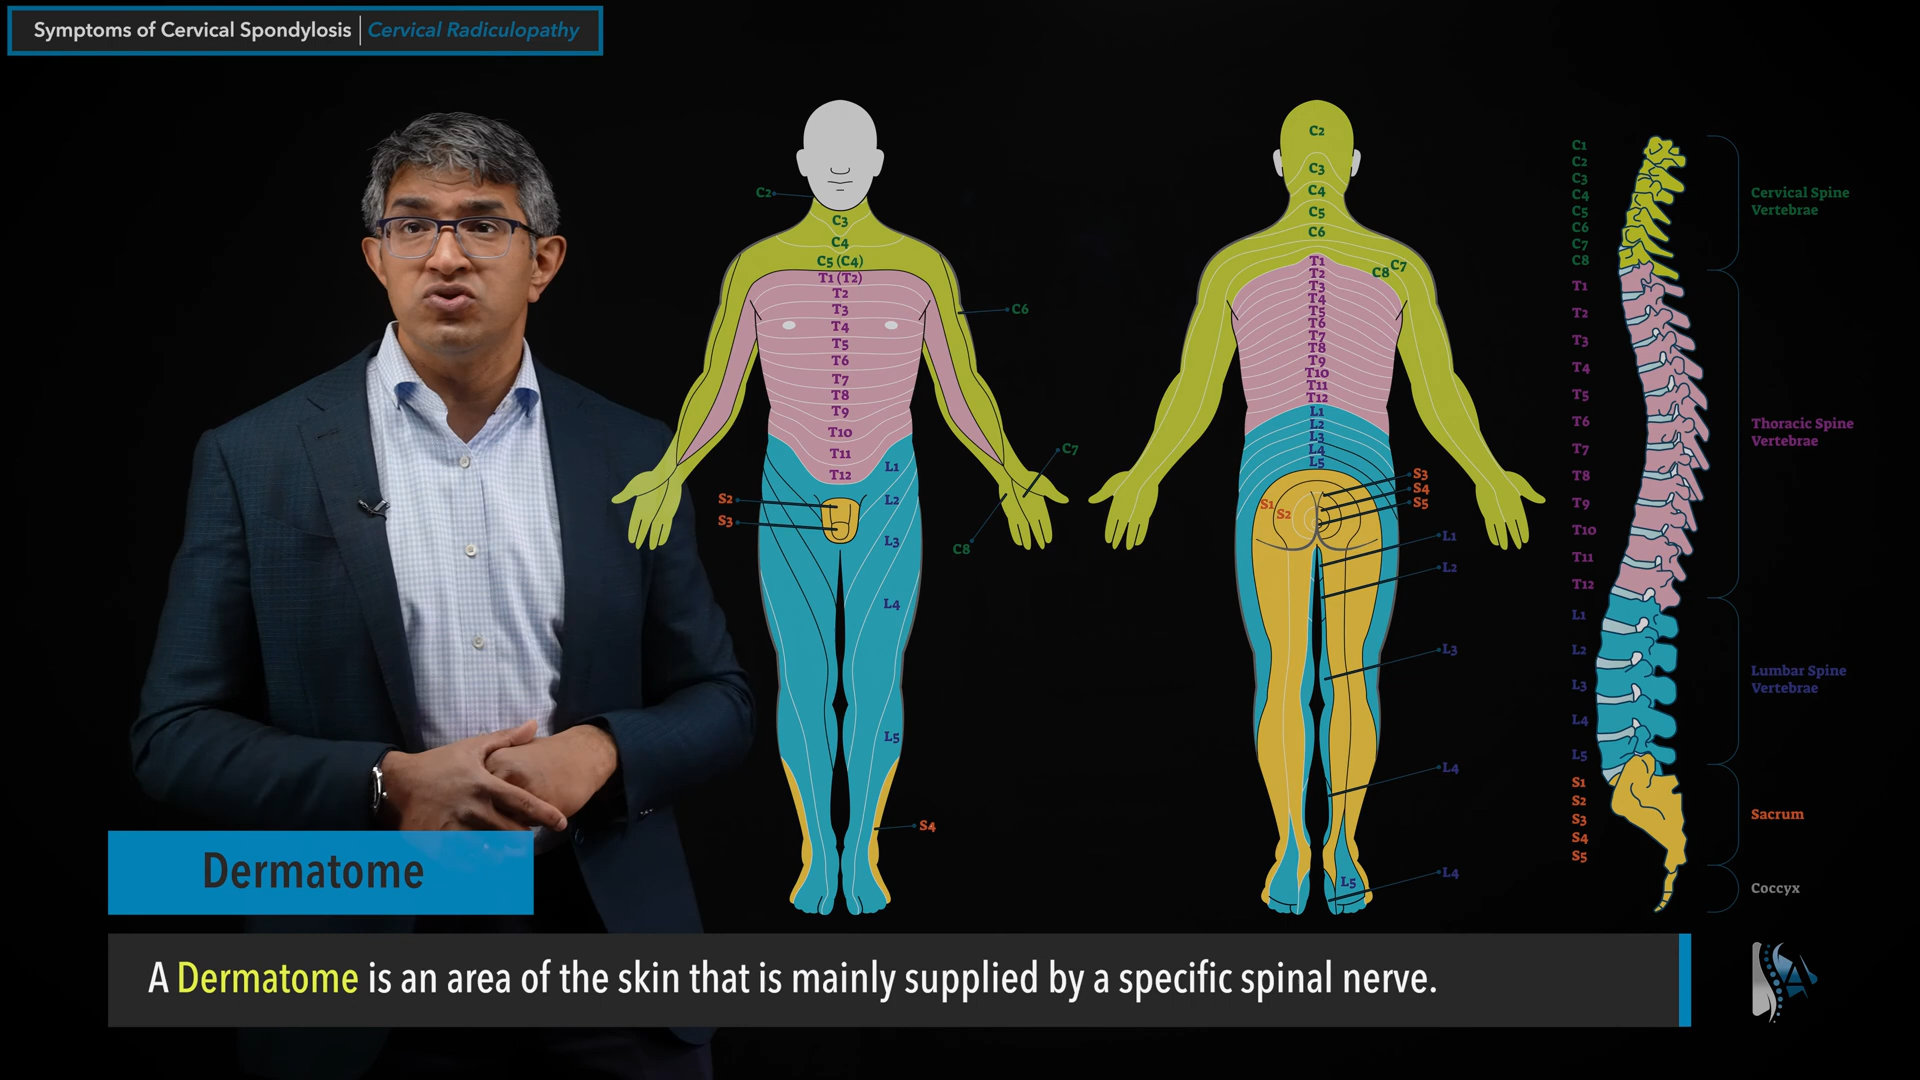 Symptoms of Cervical Spondylosis | Cervical Radiculopathy
C2
C3
C4
C5 (C4)
T1 (T2)
T2
T3
T4
T5
T6
T7
T8
T9
T10
T11
T12
L1
L2
L3
L4
L5
S2
S3
S4
C6
C7
C8
C2
C3
C4
C5
C6
C7
C8
T1
T2
T3
T4
T5
T6
T7
T8
T9
T10
T11
T12
L1
L2
L3
L4
L5
S1
S2
S3
S4
S5
L1
L2
L3
L4
L4
L5
C1
C2
C3
C4
C5
C6
C7
C8
T1
T2
T3
T4
T5
T6
T7
T8
T9
T10
T11
T12
L1
L2
L3
L4
L5
S1
S2
S3
S4
S5
Cervical Spine
Vertebrae
Thoracic Spine
Vertebrae
Lumbar Spine
Vertebrae
Sacrum
Coccyx
Dermatome
A Dermatome is an area of the skin that is mainly supplied by a specific spinal nerve.